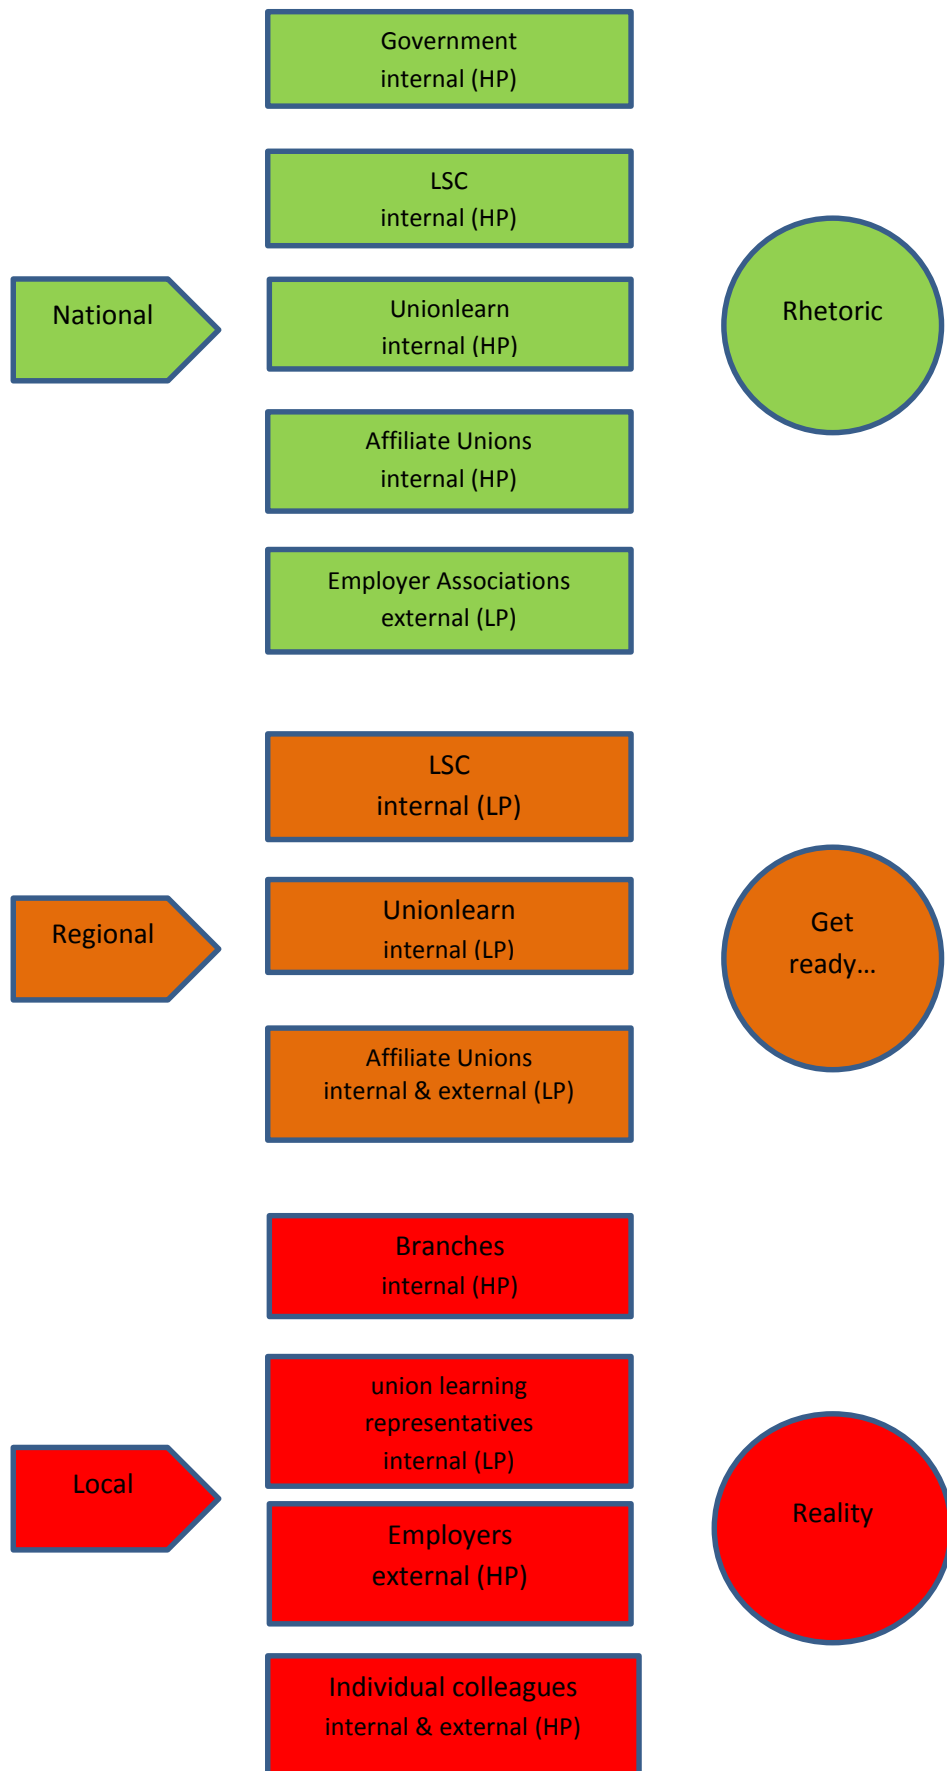 Government
internal (HP)
LSC
internal (HP)
National
Unionlearn
internal (HP)
Rhetoric
Affiliate Unions
internal (HP)
Employer Associations
external (LP)
LSC
internal (LP)
Regional
Unionlearn
internal (LP)
Get
ready...
Affiliate Unions
internal & external (LP)
Branches
internal (HP)
union learning
representatives
internal (LP)
Local
Employers
external (HP)
Reality
Individual colleagues
internal & external (HP)